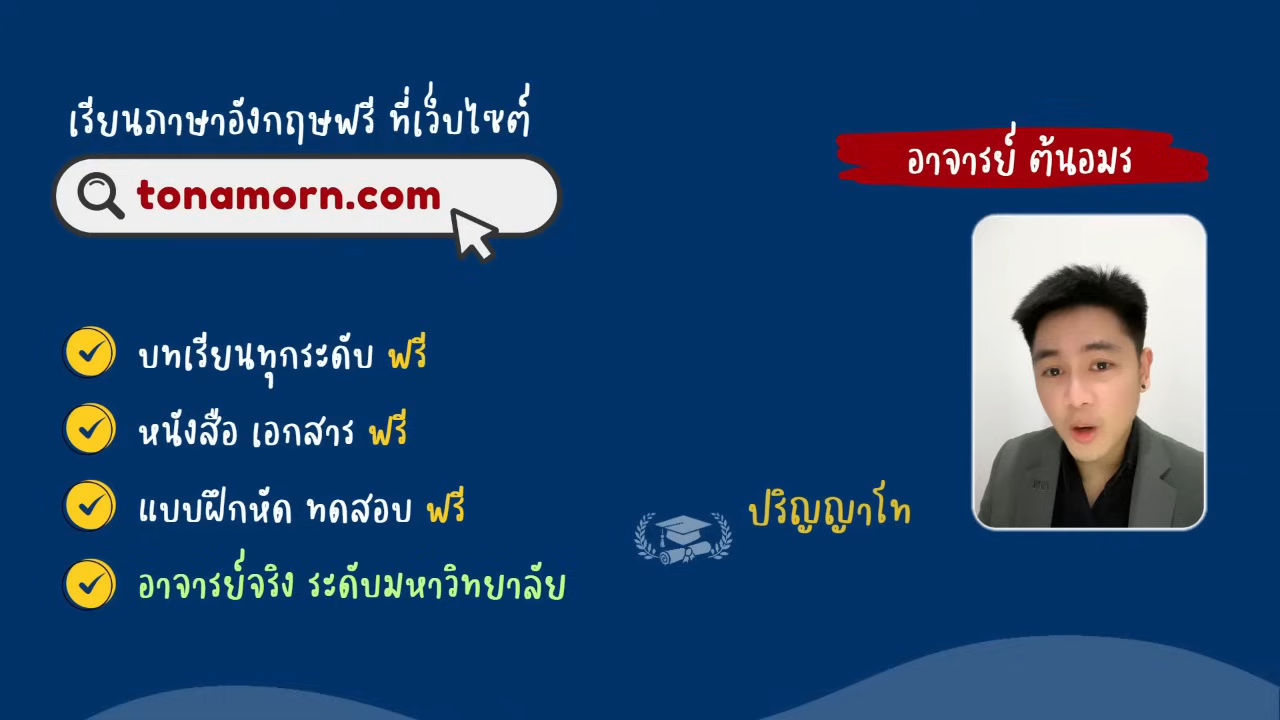 เรียนภาษาอังกฤษฟรี ที่เว็บไซต์
tonamorn.com
อาจารย์ ต้นอมร
บทเรียนทุกระดับ ฟรี
หนังสือ เอกสาร ฟรี
แบบฝึกหัด ทดสอบ ฟรี
อาจารย์จริง ระดับมหาวิทยาลัย
ปริญญาโท